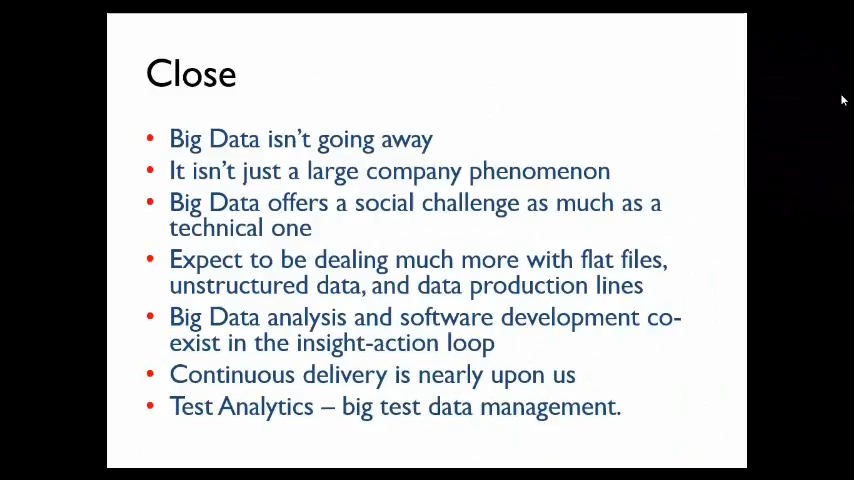 Close
• Big Data isn't going away
• It isn't just a large company phenomenon
• Big Data offers a social challenge as much as a
technical one
• Expect to be dealing much more with flat files,
unstructured data, and data production lines
• Big Data analysis and software development co-
exist in the insight-action loop
• Continuous delivery is nearly upon us
• Test Analytics – big test data management.